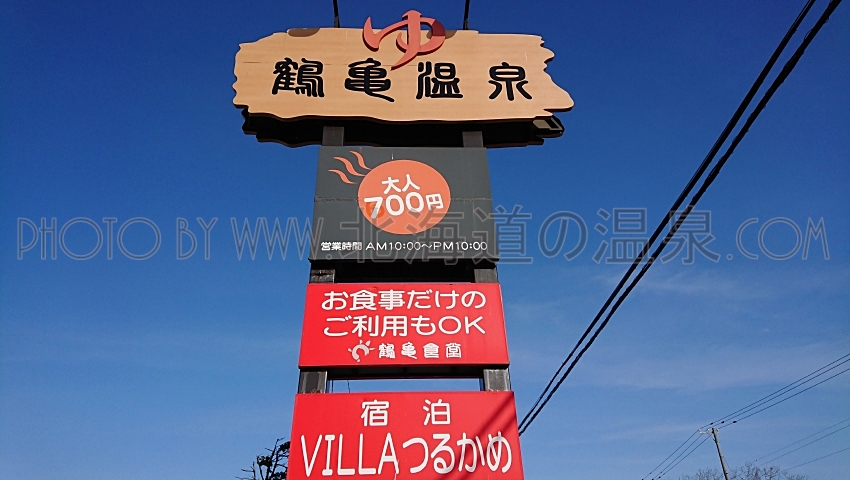 ゆ
鶴亀温泉
大人
700円
営業時間 AM10:00〜PM10:00
PHOTO BY WWW.北海道の温泉.COM
お食事だけの
ご利用もOK
鶴亀食堂
宿泊
VILLAつるかめ